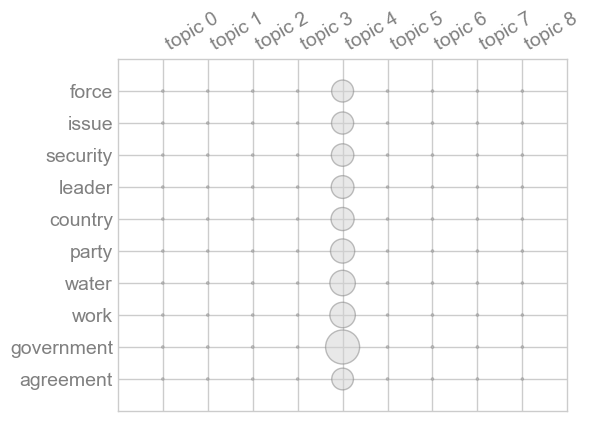 topic 0 topic 1 topic 2 topic 3 topic 4 topic 5 topic 6 topic 7 topic 8
force
issue
security
leader
country
party
water
work
government
agreement